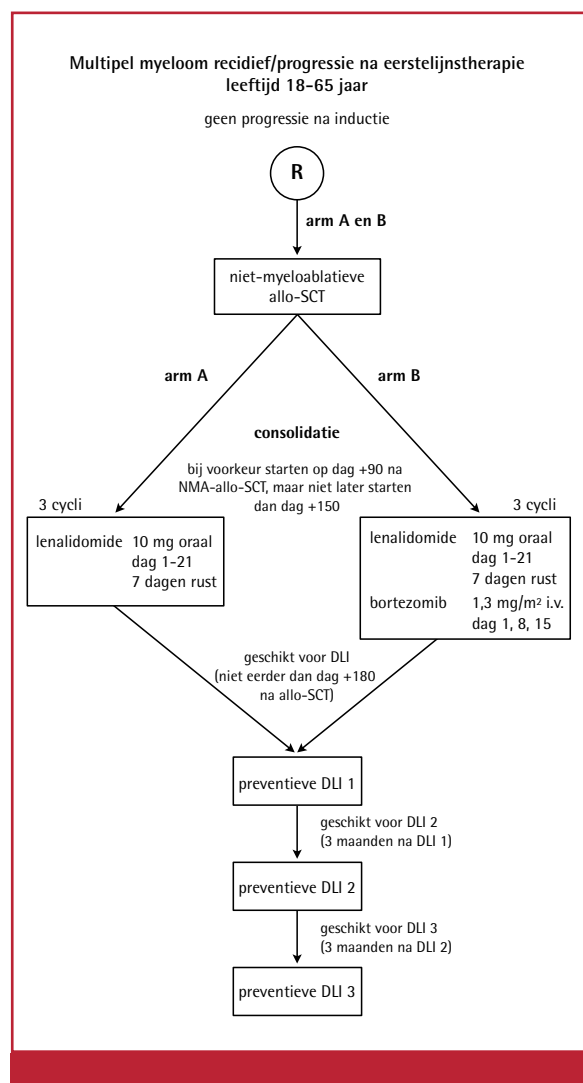 Multipel myeloom recidief/progressie na eerstelijnstherapie
leeftijd 18-65 jaar
geen progressie na inductie
R
arm A en B
niet-myeloablatieve
allo-SCT
arm A
arm B
consolidatie
bij voorkeur starten op dag +90 na
NMA-allo-SCT, maar niet later starten
dan dag +150
3 cycli
lenalidomide 10 mg oraal
dag 1-21
7 dagen rust
3 cycli
lenalidomide 10 mg oraal
dag 1-21
7 dagen rust
bortezomib 1,3 mg/m² i.v.
dag 1, 8, 15
geschikt voor DLI
(niet eerder dan dag +180
na allo-SCT)
preventieve DLI 1
geschikt voor DLI 2
(3 maanden na DLI 1)
preventieve DLI 2
geschikt voor DLI 3
(3 maanden na DLI 2)
preventieve DLI 3